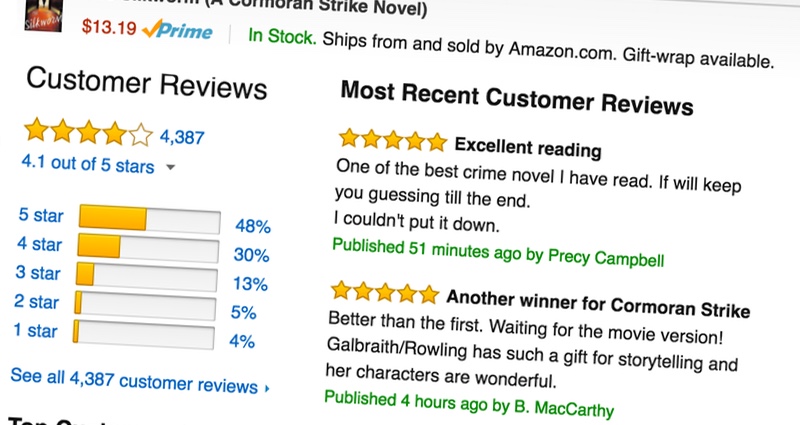 (A Cormoran Strike Novel)
$13.19 Prime
In Stock. Ships from and sold by Amazon.com. Gift-wrap available.
Customer Reviews
4,387
4.1 out of 5 stars
5 star 48%
4 star 30%
3 star 13%
2 star 5%
1 star 4%
See all 4,387 customer reviews ›
Most Recent Customer Reviews
Excellent reading
One of the best crime novel I have read. If will keep
you guessing till the end.
I couldn't put it down.
Published 51 minutes ago by Precy Campbell
Another winner for Cormoran Strike
Better than the first. Waiting for the movie version!
Galbraith/Rowling has such a gift for storytelling and
her characters are wonderful.
Published 4 hours ago by B. MacCarthy